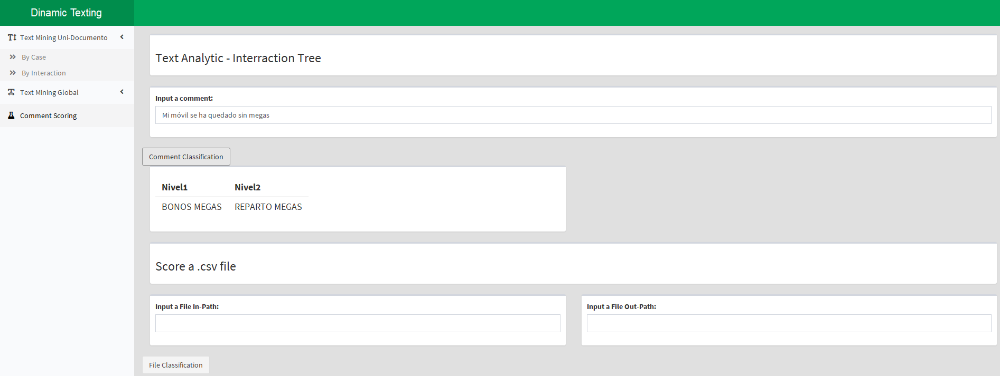 Dinamic Texting
Text Mining Uni-Documento
By Case
By Interaction
Text Mining Global
Comment Scoring
Text Analytic - Interraction Tree
Input a comment:
Mi móvil se ha quedado sin megas
Comment Classification
Nivel1 Nivel2
BONOS MEGAS REPARTO MEGAS
Score a .csv file
Input a File In-Path: Input a File Out-Path:
File Classification